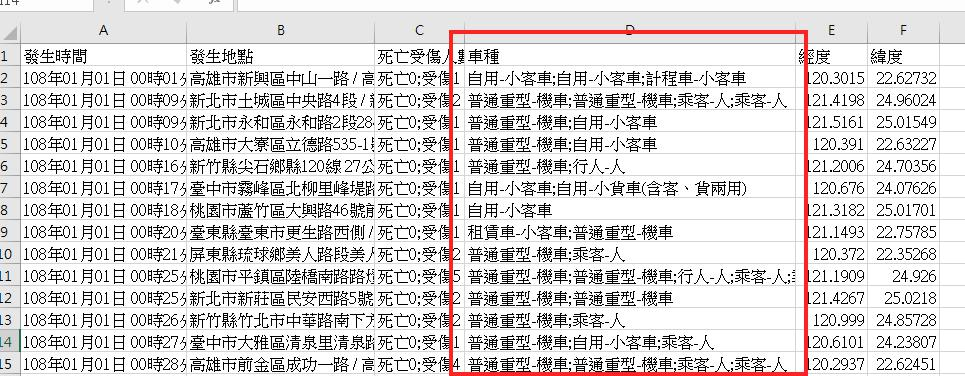 A B C D E F
1 發生時間 發生地點 死亡受傷人數 車種 經度 緯度
2 108年01月01日 00時01分 高雄市新興區中山一路 / 高 死亡0;受傷1 自用-小客車;自用-小客車;計程車-小客車 120.3015 22.62732
3 108年01月01日 00時09分 新北市土城區中央路4段 / 死亡0;受傷2 普通重型-機車;普通重型-機車;乘客-人;乘客-人 121.4198 24.96024
4 108年01月01日 00時09分 新北市永和區永和路2段28 死亡0;受傷1 普通重型-機車;自用-小客車 121.5161 25.01549
5 108年01月01日 00時15分 高雄市大寮區立德路535-1 死亡0;受傷1 普通重型-機車;自用-小客車 120.391 22.63227
6 108年01月01日 00時16分 新竹縣尖石鄉縣120線 27公 死亡0;受傷1 普通重型-機車;行人-人 121.2006 24.70356
7 108年01月01日 00時17分 臺中市霧峰區北柳里峰堤路 死亡0;受傷1 自用-小客車;自用-小貨車(含客、貨兩用) 120.676 24.07626
8 108年01月01日 00時18分 桃園市蘆竹區大興路46號前 死亡0;受傷1 自用-小客車 121.3182 25.01701
9 108年01月01日 00時20分 臺東縣臺東市更生路西側 / 死亡0;受傷1 租賃車-小客車;普通重型-機車 121.1493 22.75785
10 108年01月01日 00時21分 屏東縣琉球鄉美人路段美人 死亡0;受傷2 普通重型-機車;乘客-人 120.372 22.35268
11 108年01月01日 00時25分 桃園市平鎮區陸橋南路路燈 死亡0;受傷5 普通重型-機車;普通重型-機車;行人-人;乘客-人; 121.1909 24.926
12 108年01月01日 00時25分 新北市新莊區民安西路5號 死亡0;受傷2 普通重型-機車;普通重型-機車 121.4267 25.0218
13 108年01月01日 00時26分 新竹縣竹北市中華路南下方 死亡0;受傷2 普通重型-機車;乘客-人 120.999 24.85728
14 108年01月01日 00時27分 臺中市大雅區清泉里清泉路 死亡0;受傷1 普通重型-機車;自用-小客車;乘客-人 120.6101 24.23807
15 108年01月01日 00時28分 高雄市前金區成功一路 / 高 死亡0;受傷4 普通重型-機車;普通重型-機車;乘客-人;乘客-人 120.2937 22.62451